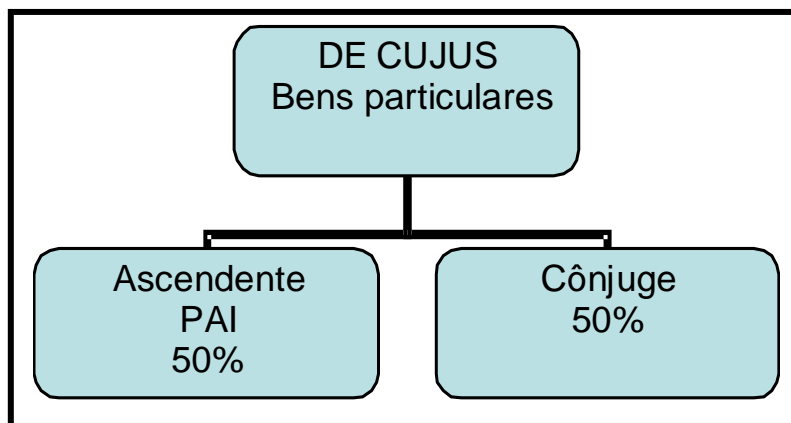 DE CUJUS
Bens particulares
Ascendente
PAI
50%
Cônjuge
50%